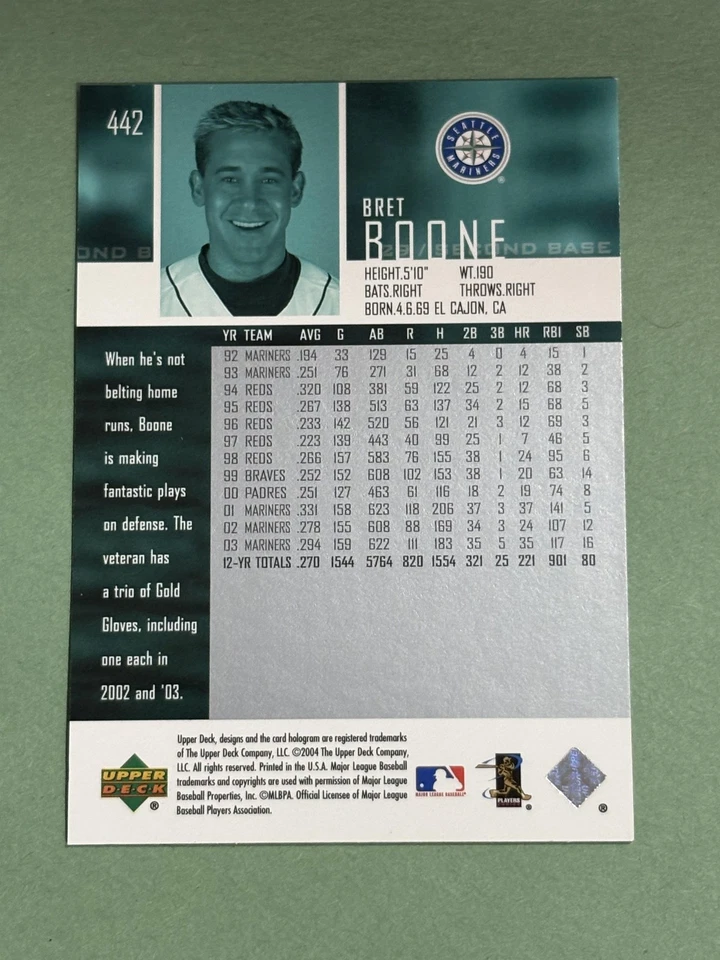 442
SEATTLE
MARINERS
®
BRET
BOONE
OND B
29 / SECOND BASE
HEIGHT.5'10" WT.190
BATS.RIGHT THROWS.RIGHT
BORN.4.6.69 EL CAJON, CA
YR TEAM AVG G AB R H 2B 3B HR RBI SB
92 MARINERS .194 33 129 15 25 4 0 4 15 1
93 MARINERS .251 76 271 31 68 12 2 12 38 2
94 REDS .320 108 381 59 122 25 2 12 68 3
95 REDS .267 138 513 63 137 34 2 15 68 5
96 REDS .233 142 520 56 121 21 3 12 69 3
97 REDS .223 139 443 40 99 25 1 7 46 5
98 REDS .266 157 583 76 155 38 1 24 95 6
99 BRAVES .252 152 608 102 153 38 1 20 63 14
00 PADRES .251 127 463 61 116 18 2 19 74 8
01 MARINERS .331 158 623 118 206 37 3 37 141 5
02 MARINERS .278 155 608 88 169 34 3 24 107 12
03 MARINERS .294 159 622 111 183 35 5 35 117 16
12-YR TOTALS .270 1544 5764 820 1554 321 25 221 901 80
When he's not
belting home
runs, Boone
is making
fantastic plays
on defense. The
veteran has
a trio of Gold
Gloves, including
one each in
2002 and '03.
UPPER
DECK
®
Upper Deck, designs and the card hologram are registered trademarks
of The Upper Deck Company, LLC. ©2004 The Upper Deck Company,
LLC. All rights reserved. Printed in the U.S.A. Major League Baseball
trademarks and copyrights are used with permission of Major League
Baseball Properties, Inc. ©MLBPA. Official Licensee of Major League
Baseball Players Association.
MAJOR LEAGUE BASEBALL
PLAYERS
®
®